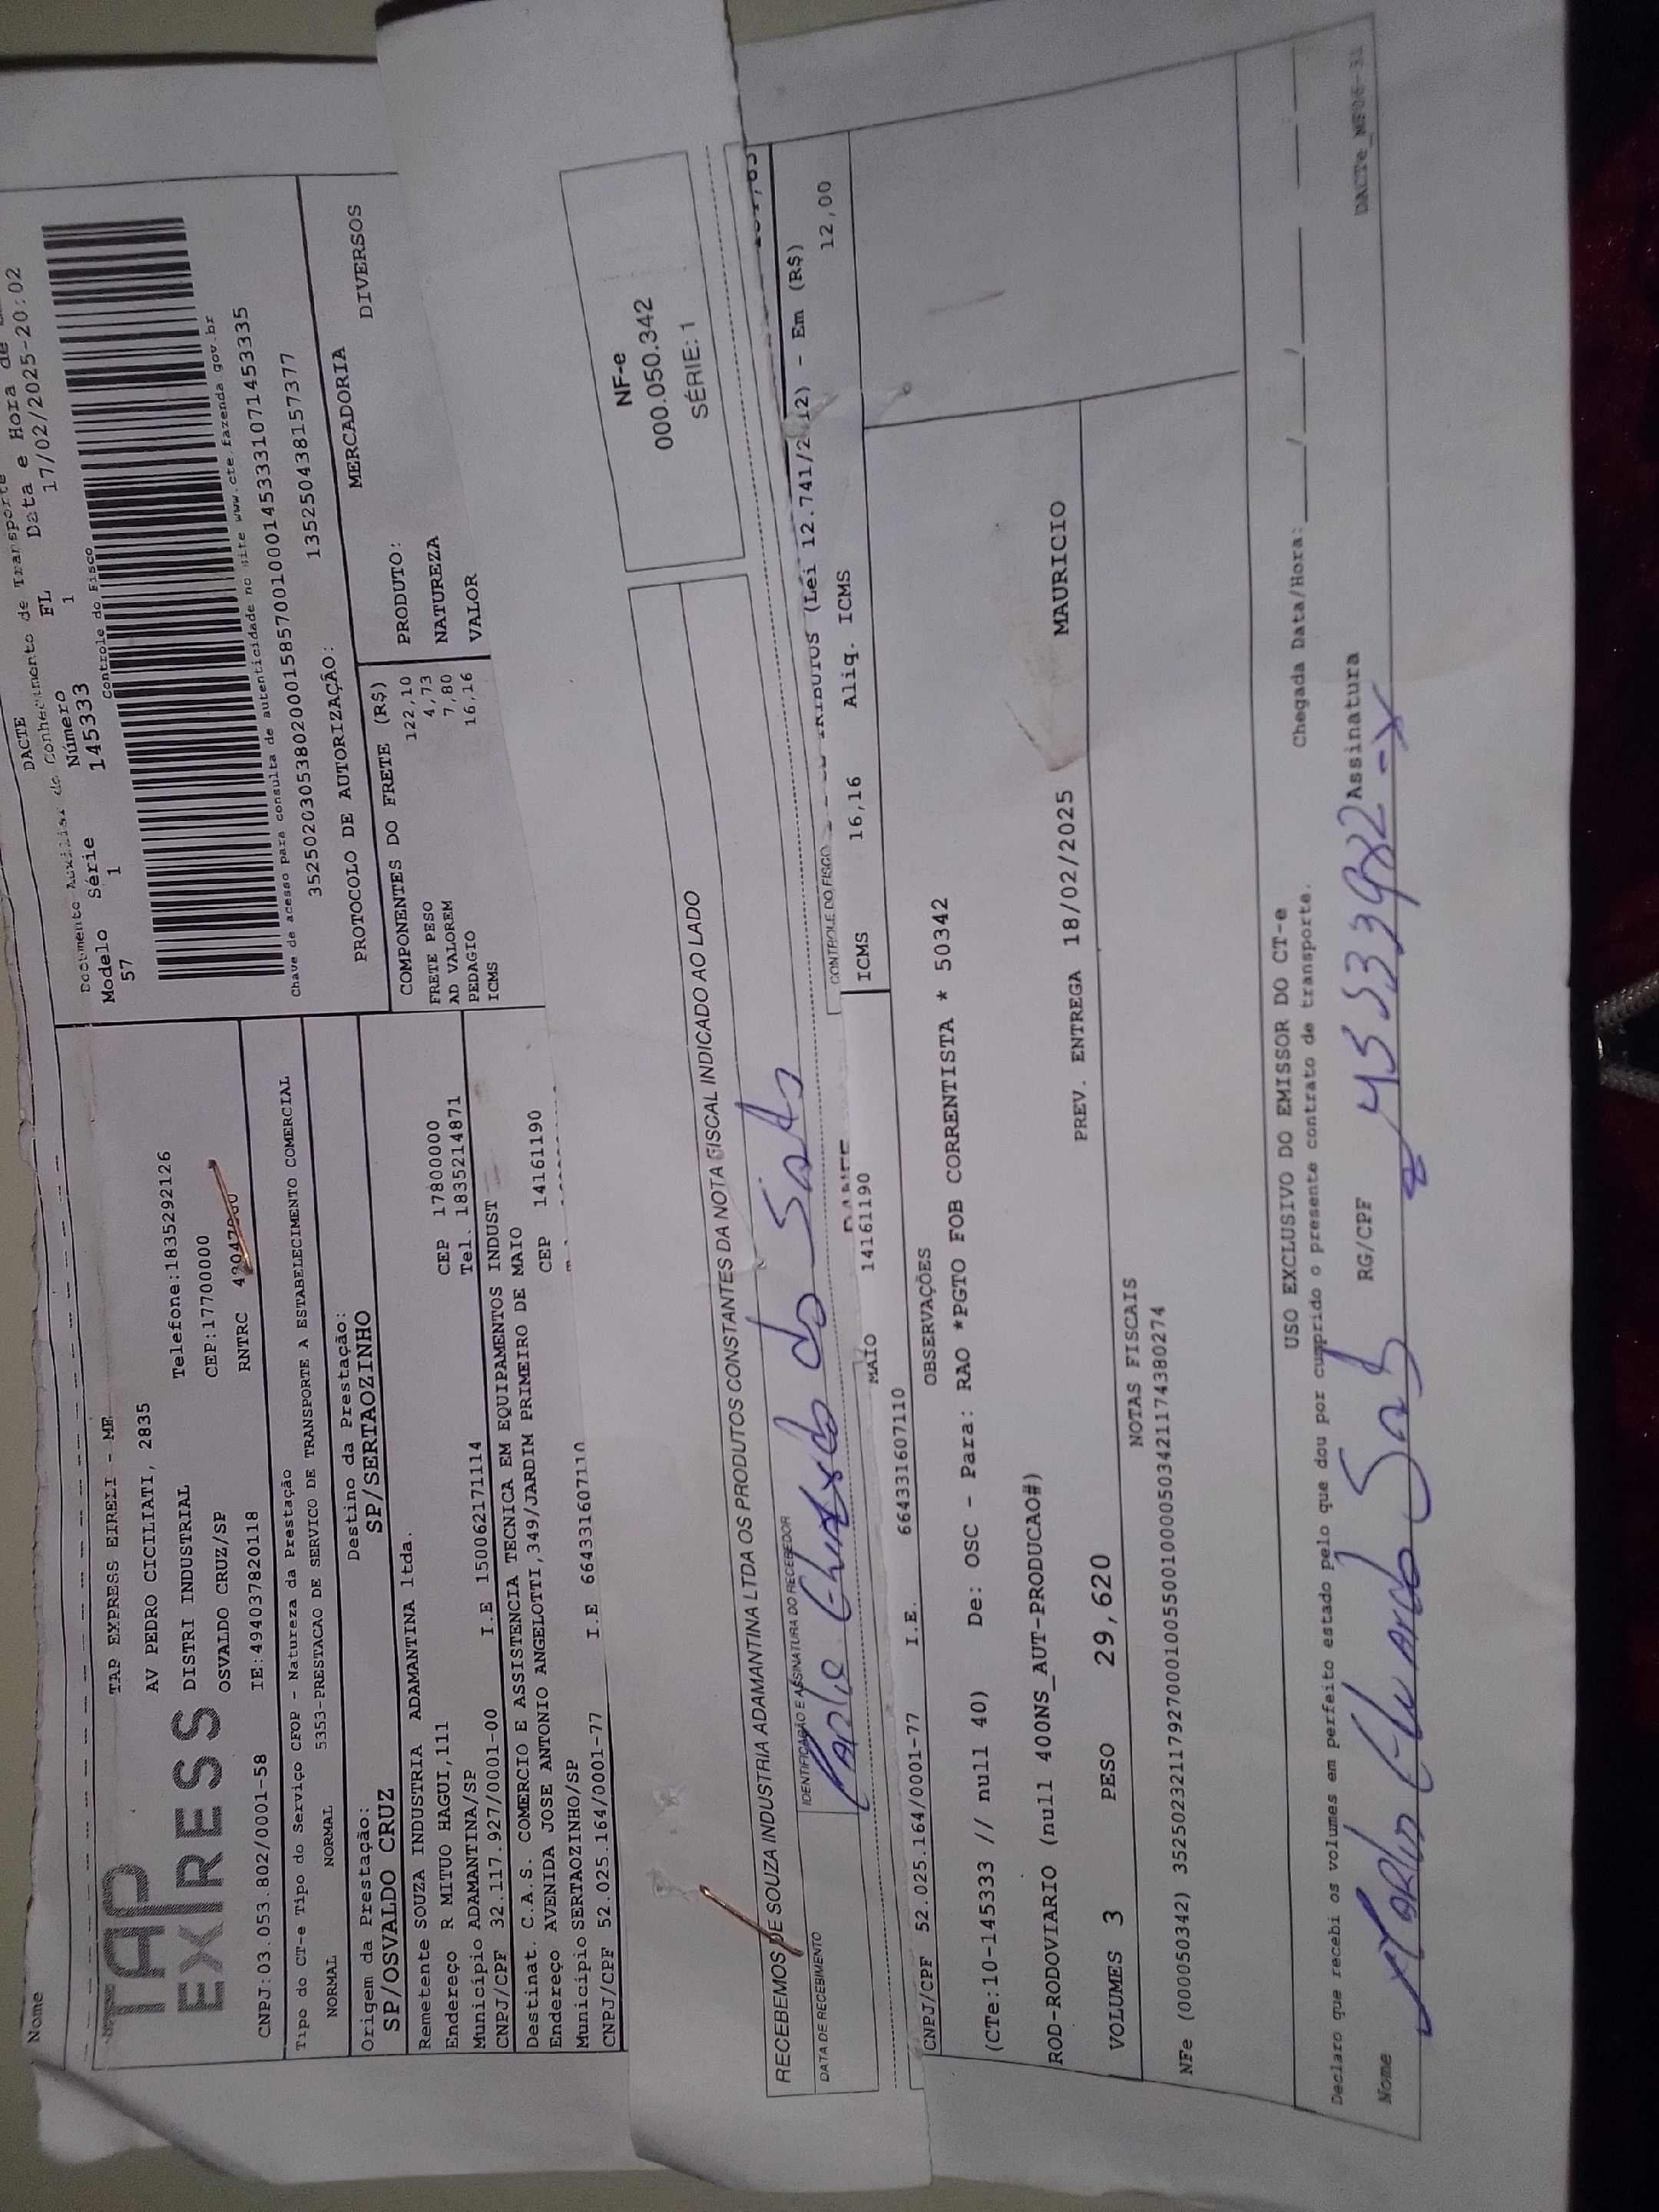 Nome
TAP
EXPRESS
TAP EXPRESS EIRELI - ME
AV PEDRO CICILIATI, 2835
DISTRI INDUSTRIAL Telefone:1835292126
OSVALDO CRUZ/SP CEP:17700000
CNPJ:03.053.802/0001-58 IE:494037820118 RNTRC
DACTE
Documento Auxiliar de Conhecimento de Transporte
Modelo Série Número FL Data e Hora de
57 1 145333 1 17/02/2025-20:02
Controle do Fisco
Chave de acesso para consulta de autenticidade no site www.cte.fazenda.gov.br
35250203053802000158570010001453331071453335
PROTOCOLO DE AUTORIZAÇÃO: 135250438157377
Tipo do CT-e Tipo do Serviço CFOP - Natureza da Prestação
NORMAL NORMAL 5353-PRESTACAO DE SERVICO DE TRANSPORTE A ESTABELECIMENTO COMERCIAL
Origem da Prestação: Destino da Prestação:
SP/OSVALDO CRUZ SP/SERTAOZINHO
Remetente SOUZA INDUSTRIA ADAMANTINA ltda.
Endereço R MITUO HAGUI,111
Município ADAMANTINA/SP CEP 17800000
CNPJ/CPF 32.117.927/0001-00 I.E 150062171114 Tel. 1835214871
Destinat. C.A.S. COMERCIO E ASSISTENCIA TECNICA EM EQUIPAMENTOS INDUST
Endereço AVENIDA JOSE ANTONIO ANGELOTTI,349/JARDIM PRIMEIRO DE MAIO
Município SERTAOZINHO/SP CEP 14161190
CNPJ/CPF 52.025.164/0001-77 I.E 664331607110
COMPONENTES DO FRETE (R$)
FRETE PESO 122,10
AD VALOREM 4,73
PEDAGIO 7,80
ICMS 16,16
MERCADORIA
PRODUTO: DIVERSOS
NATUREZA
VALOR
RECEBEMOS DE SOUZA INDUSTRIA ADAMANTINA LTDA OS PRODUTOS CONSTANTES DA NOTA FISCAL INDICADO AO LADO
DATA DE RECEBIMENTO IDENTIFICAÇÃO E ASSINATURA DO RECEBEDOR
NF-e
000.050.342
SÉRIE: 1
CONTROLE DO FISCO
TRIBUTOS (Lei 12.741/2012) - Em (R$)
MAIO 14161190
CNPJ/CPF 52.025.164/0001-77 I.E. 664331607110
ICMS 16,16 Aliq. ICMS 12,00
OBSERVAÇÕES
(CTe:10-145333 // null 40) De: OSC - Para: RAO *PGTO FOB CORRENTISTA * 50342
ROD-RODOVIARIO (null 400NS_AUT-PRODUCAO#)
PREV. ENTREGA 18/02/2025 MAURICIO
VOLUMES 3 PESO 29,620
NOTAS FISCAIS
NFe (000050342) 35250232117927000100550010000503421174380274
USO EXCLUSIVO DO EMISSOR DO CT-e
Declaro que recebi os volumes em perfeito estado pelo que dou por cumprido o presente contrato de transporte.
Chegada Data/Hora:____/____/____ ____:____
Nome RG/CPF Assinatura